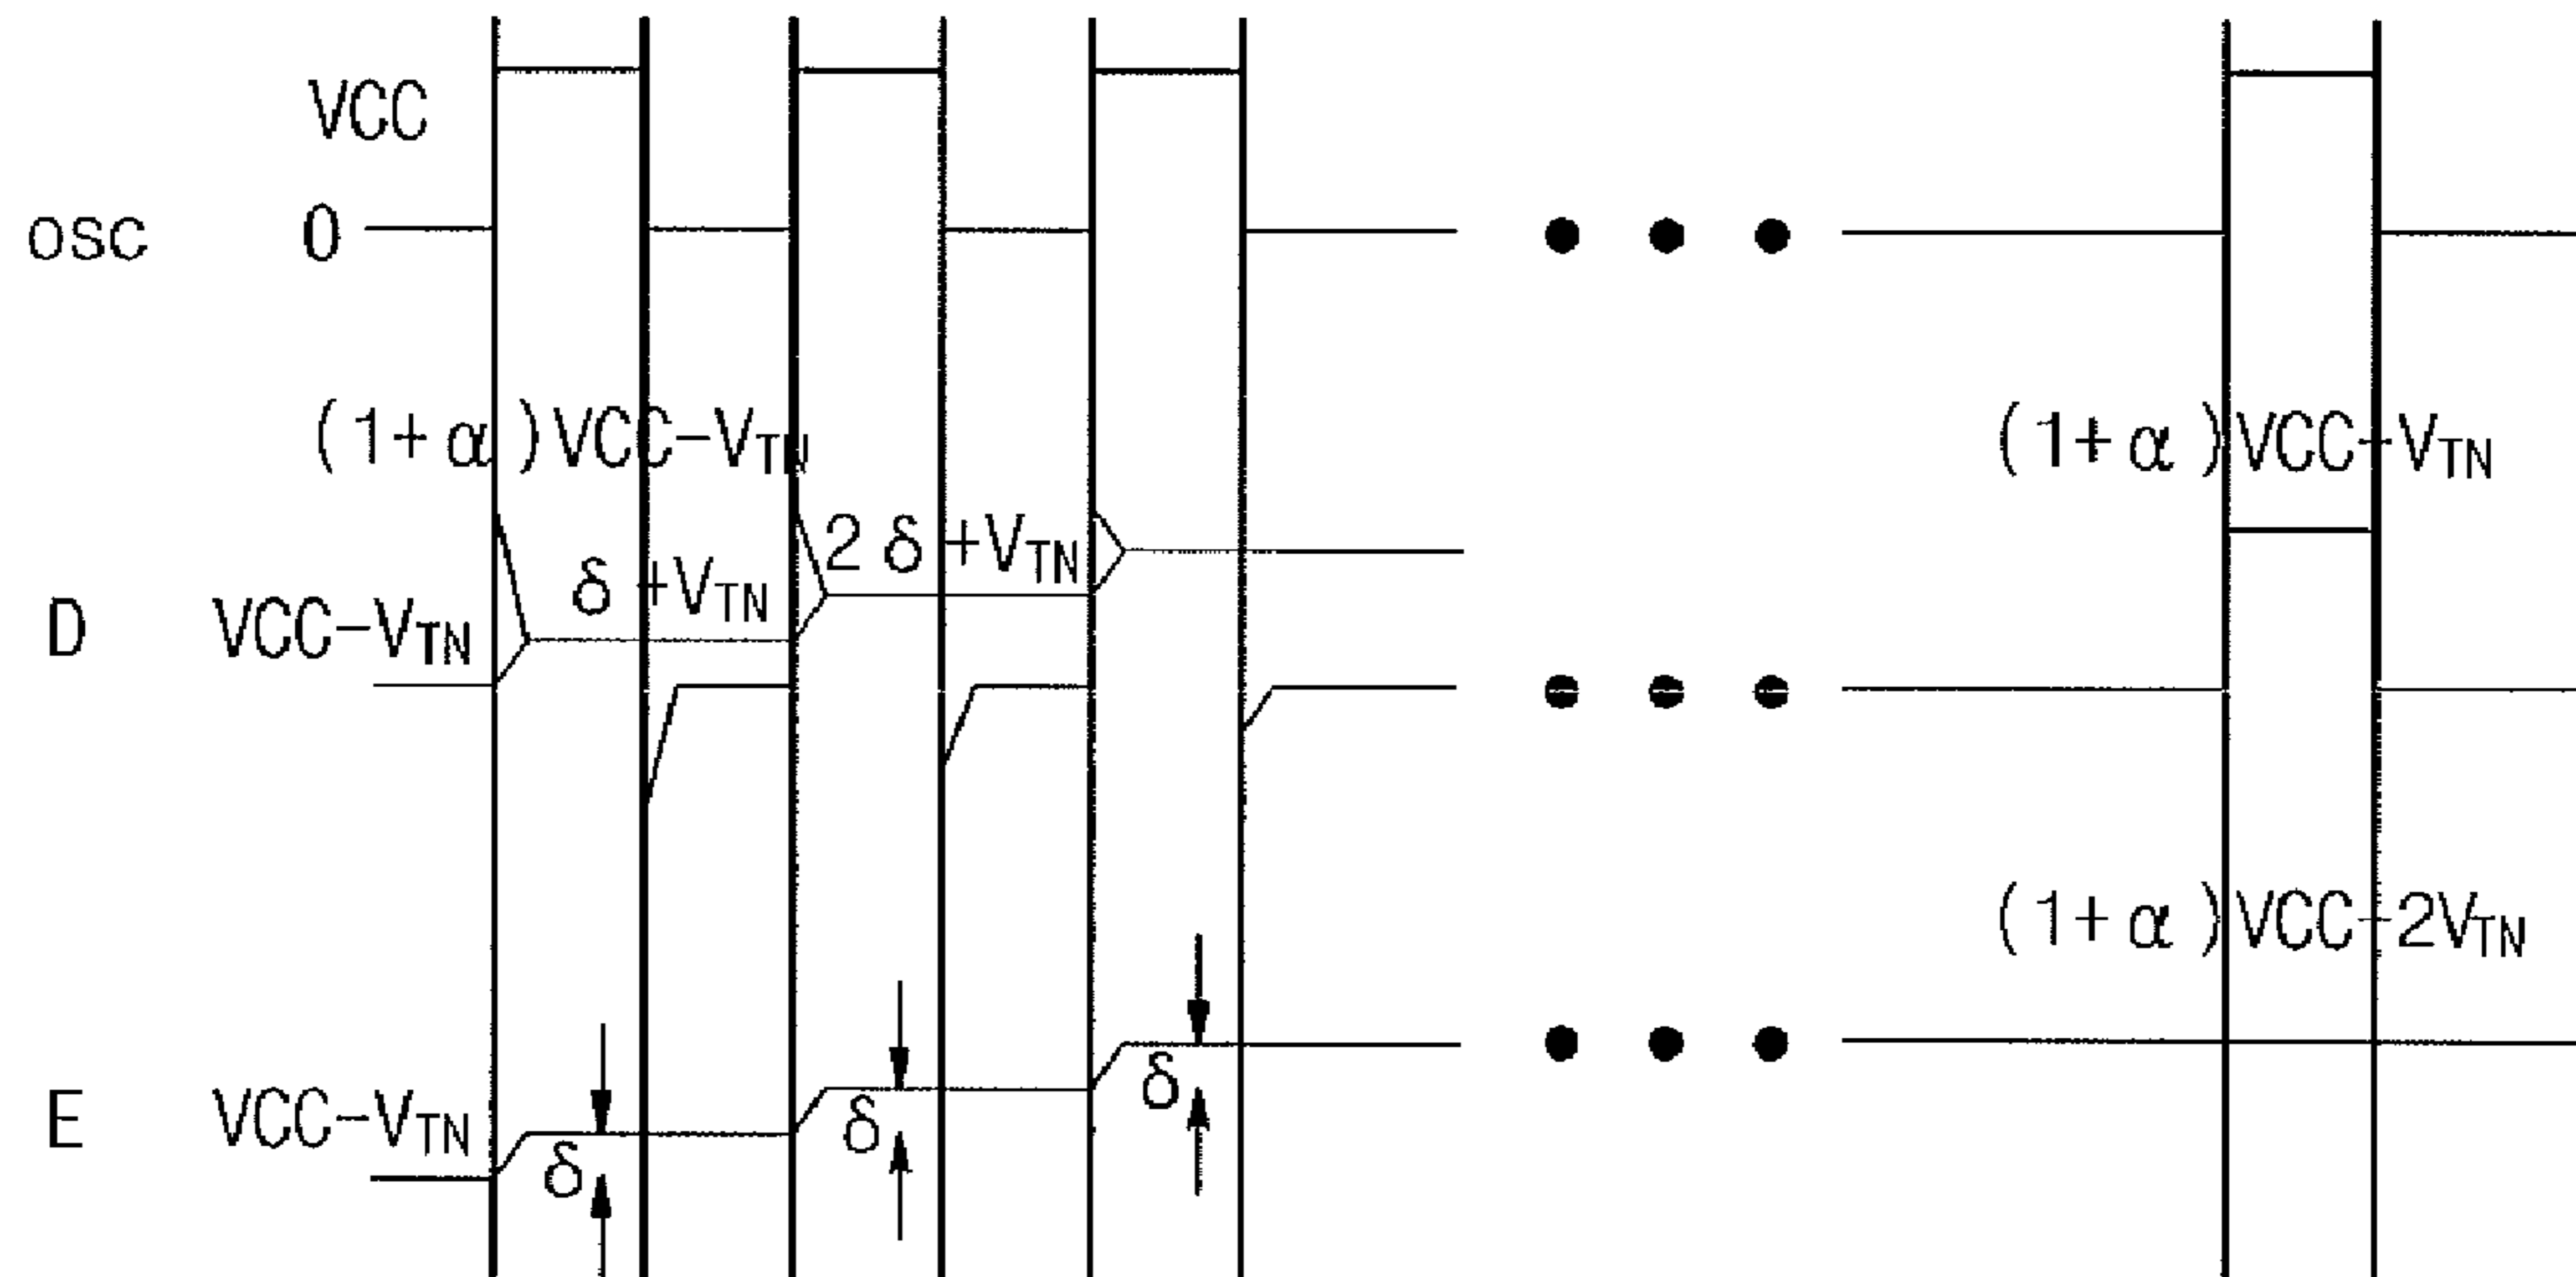 VCC
osc 0
(1+α)VCC-VTN (1+α)VCC-VTN
2δ+VTN
δ+VTN
D VCC-VTN
(1+α)VCC-2VTN
δ
δ
E VCC-VTN
δ